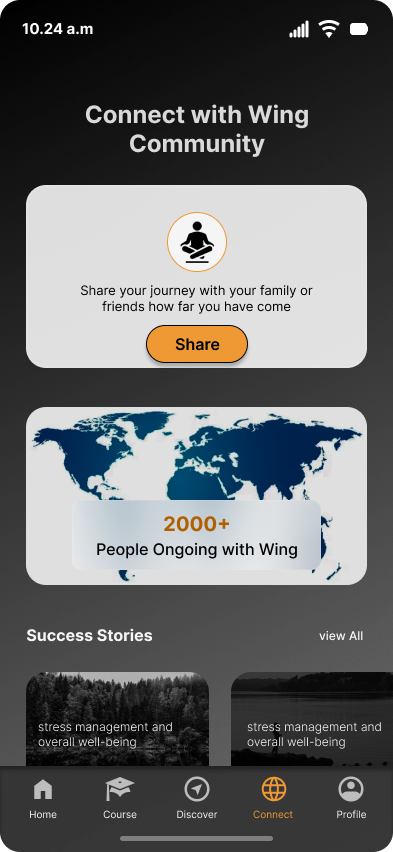 10.24 a.m
Connect with Wing
Community
Share your journey with your family or
friends how far you have come
Share
2000+
People Ongoing with Wing
Success Stories
view All
stress management and
overall well-being
stress management and
overall well-being
Home
Course
Discover
Connect
Profile